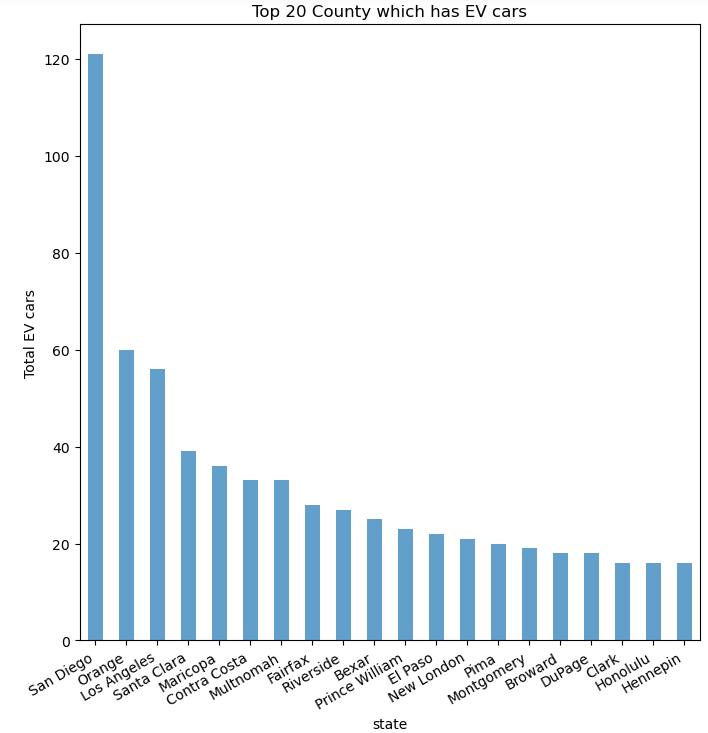 Top 20 County which has EV cars
Total EV cars
120
100
80
60
40
20
0
San Diego
Orange
Los Angeles
Santa Clara
Maricopa
Contra Costa
Multnomah
Fairfax
Riverside
Bexar
Prince William
El Paso
New London
Pima
Montgomery
Broward
DuPage
Clark
Honolulu
Hennepin
state